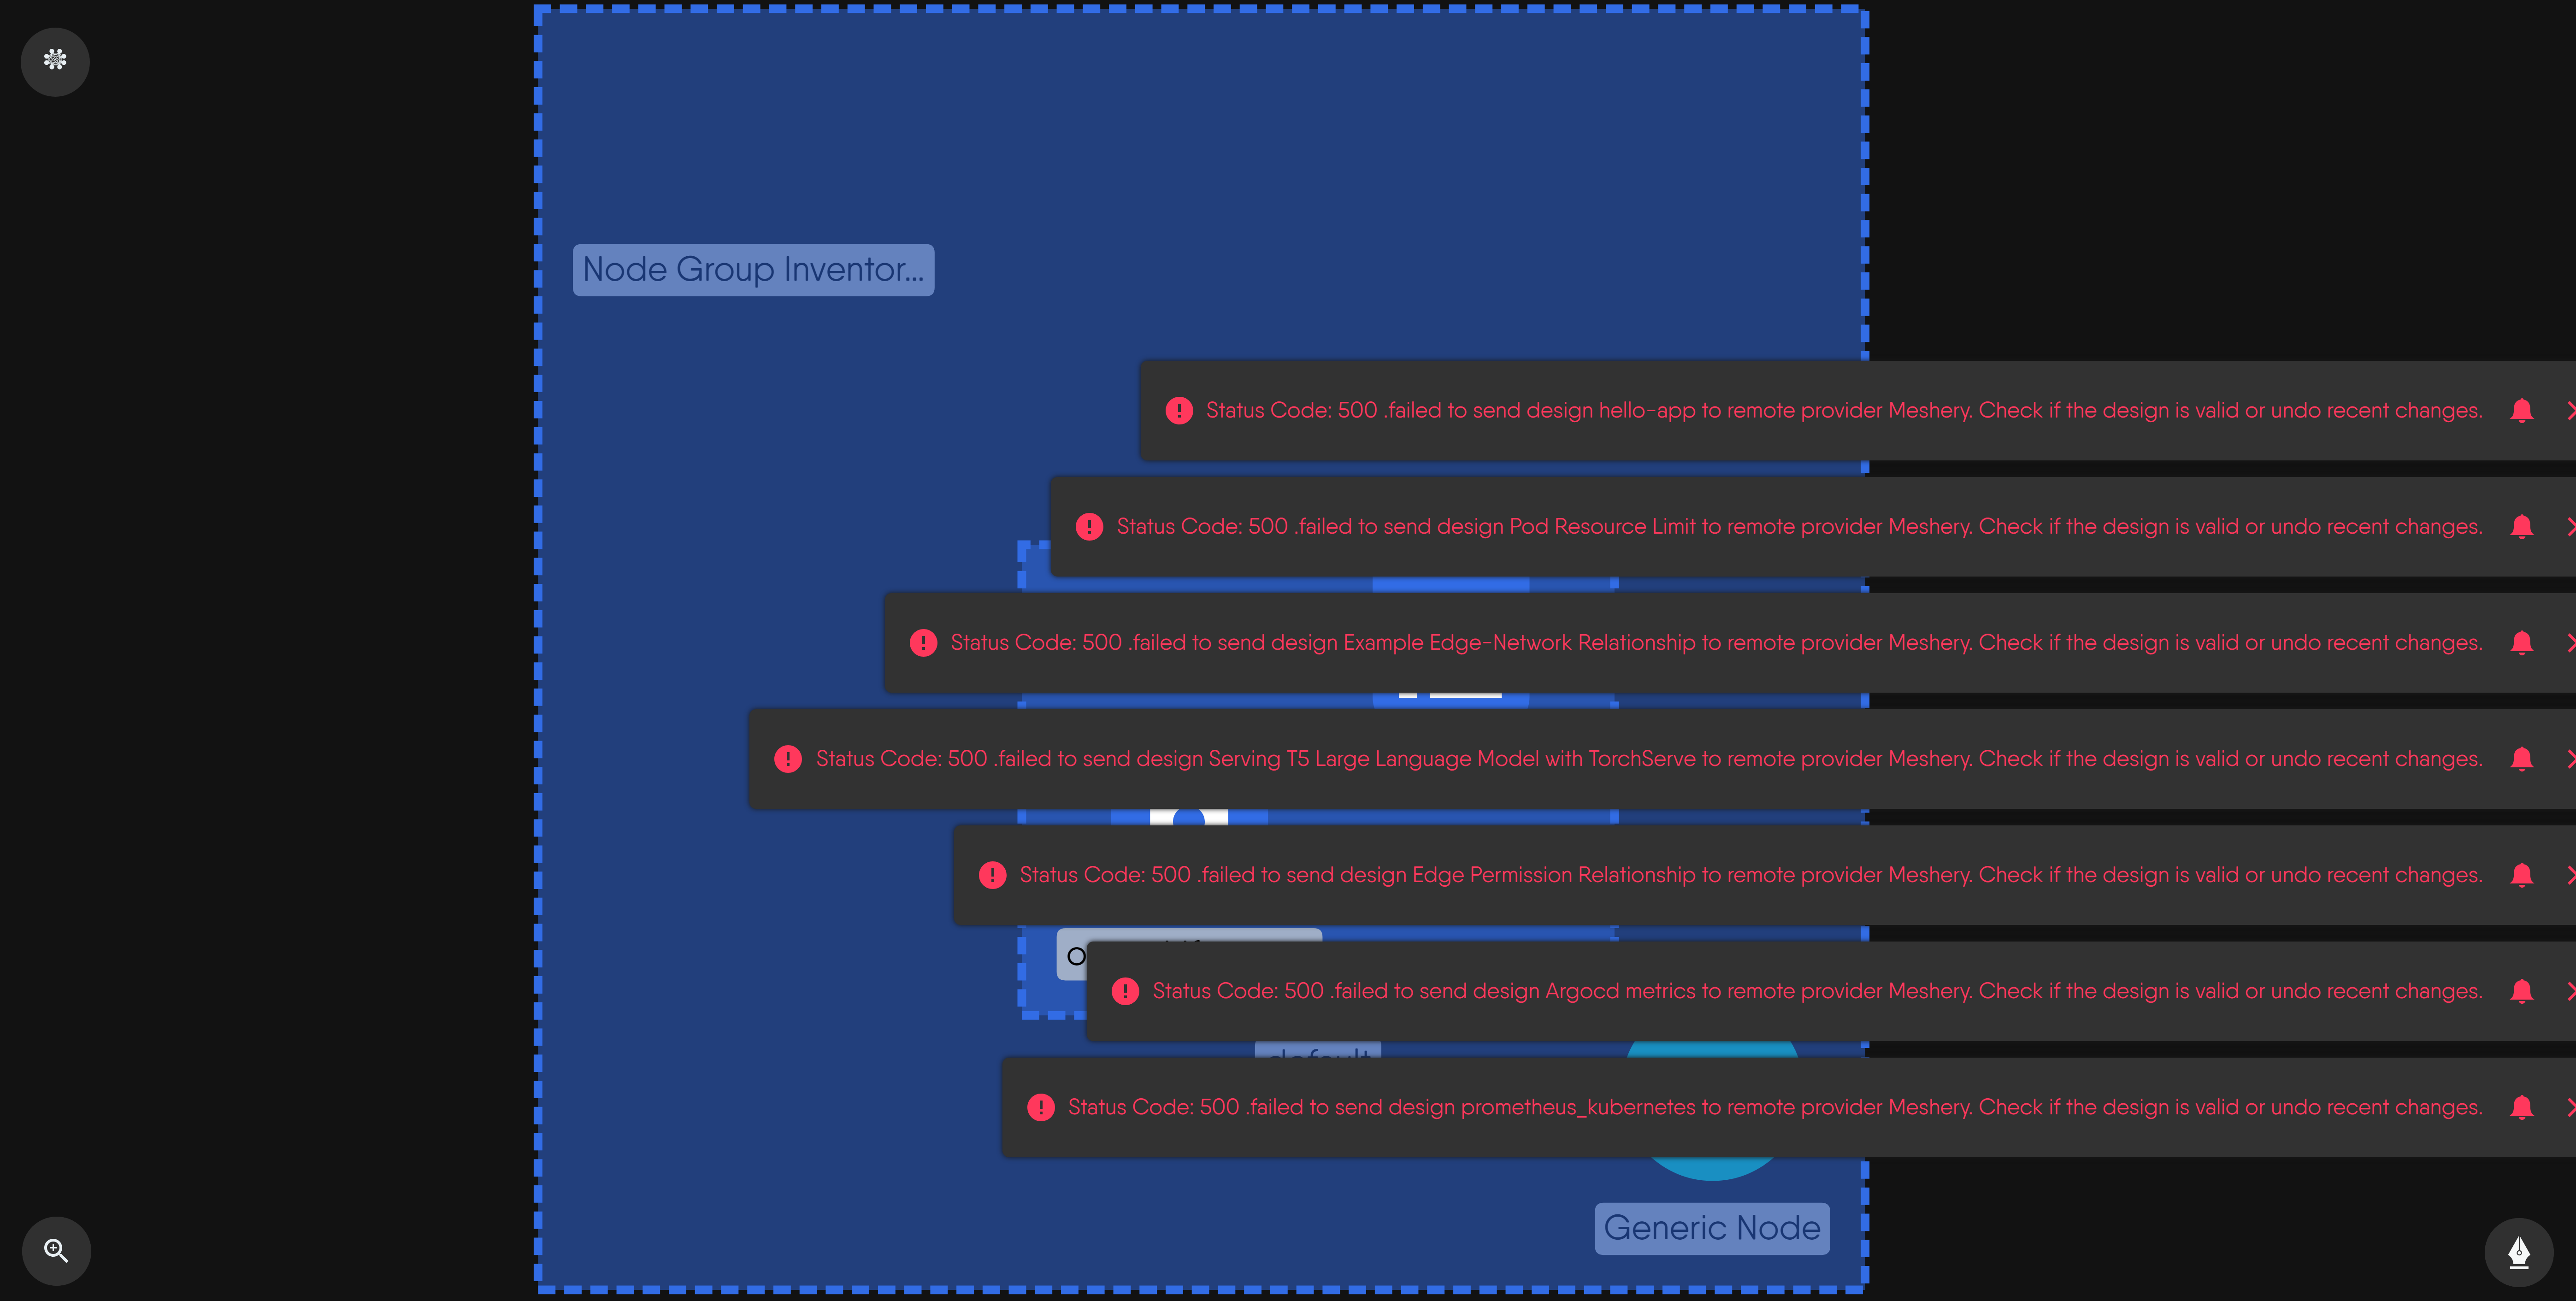 Node Group Inventor...
Status Code: 500 .failed to send design hello-app to remote provider Meshery. Check if the design is valid or undo recent changes.
Status Code: 500 .failed to send design Pod Resource Limit to remote provider Meshery. Check if the design is valid or undo recent changes.
Status Code: 500 .failed to send design Example Edge-Network Relationship to remote provider Meshery. Check if the design is valid or undo recent changes.
Status Code: 500 .failed to send design Serving T5 Large Language Model with TorchServe to remote provider Meshery. Check if the design is valid or undo recent changes.
Status Code: 500 .failed to send design Edge Permission Relationship to remote provider Meshery. Check if the design is valid or undo recent changes.
Status Code: 500 .failed to send design Argocd metrics to remote provider Meshery. Check if the design is valid or undo recent changes.
default
Status Code: 500 .failed to send design prometheus_kubernetes to remote provider Meshery. Check if the design is valid or undo recent changes.
Generic Node